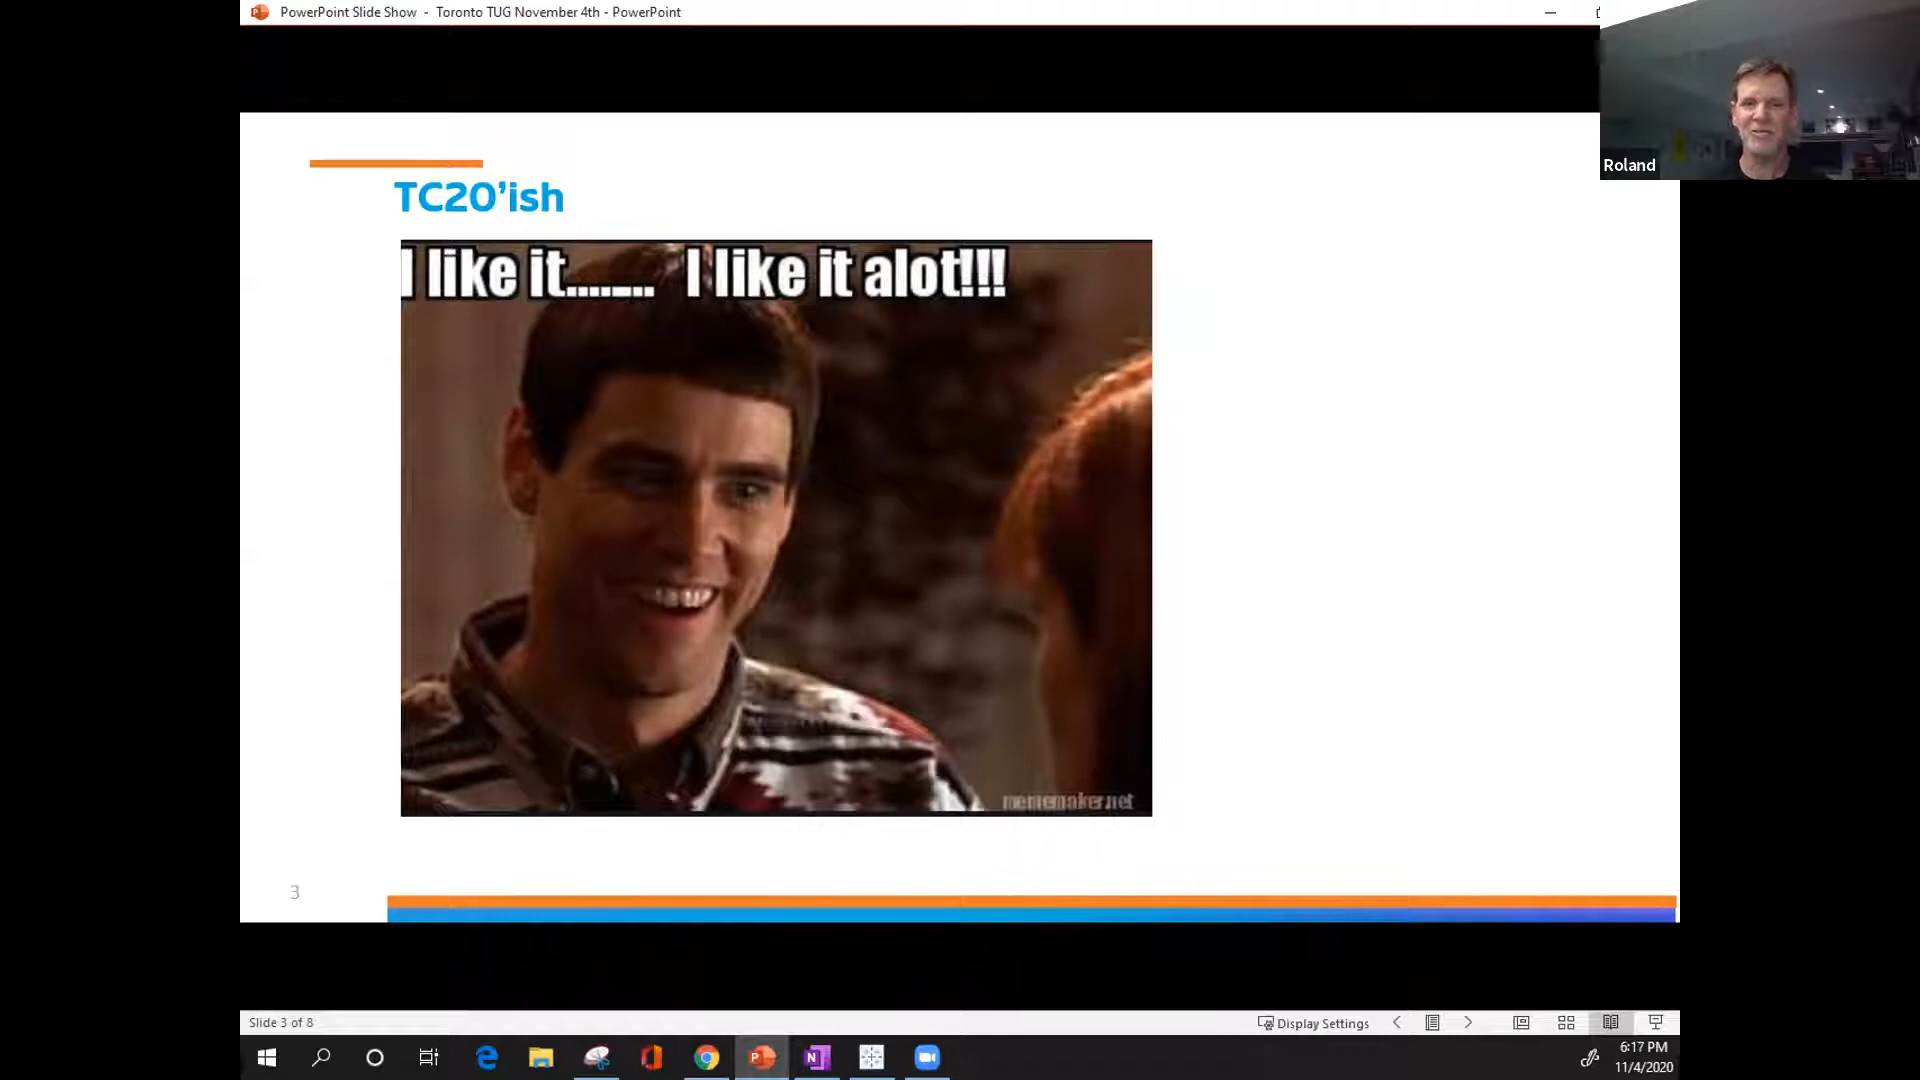 PowerPoint Slide Show - Toronto TUG November 4th - PowerPoint
Roland
TC20'ish
I like it........ I like it alot!!!
mememaker.net
3
Slide 3 of 8
Display Settings
6:17 PM
11/4/2020